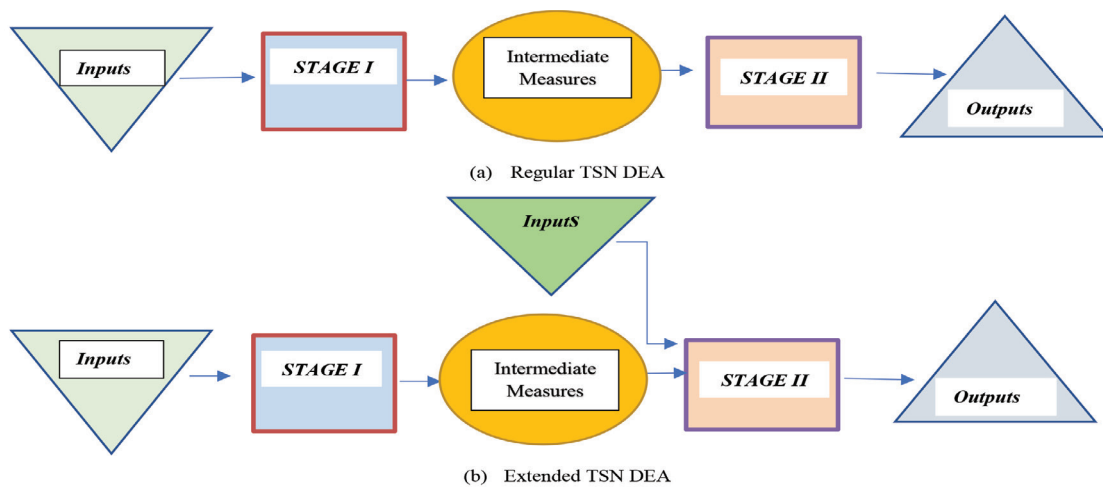 Inputs
STAGE I
Intermediate
Measures
STAGE II
Outputs
(a) Regular TSN DEA
InputS
Inputs
STAGE I
Intermediate
Measures
STAGE II
Outputs
(b) Extended TSN DEA